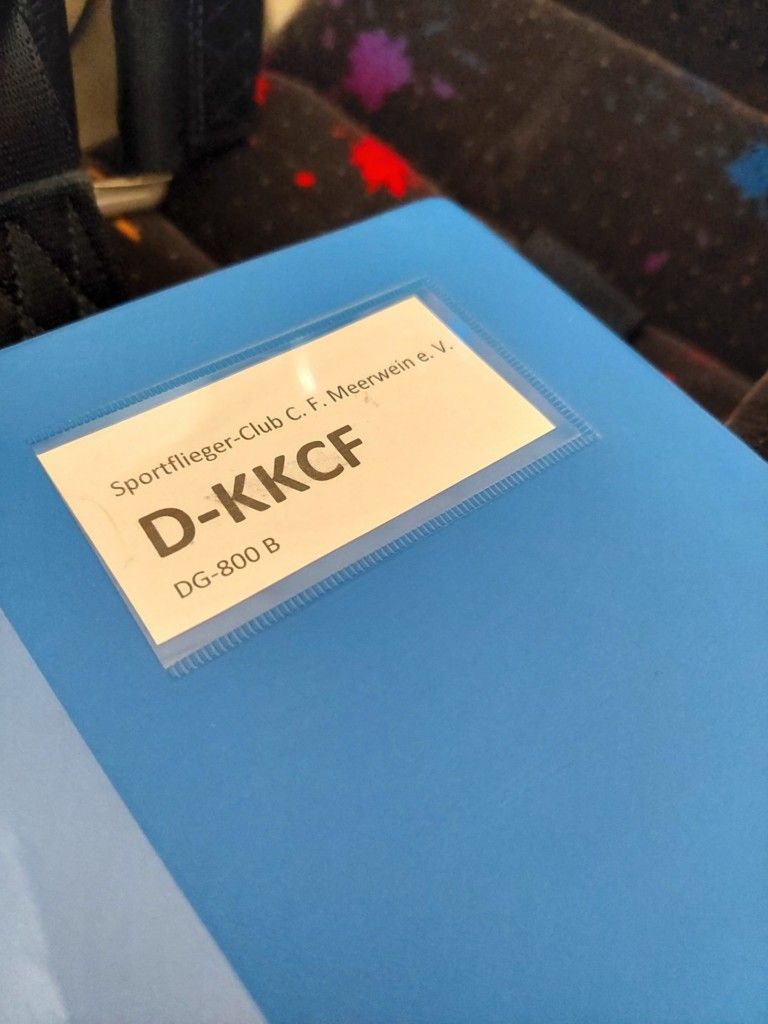 Sportflieger-Club C. F. Meerwein e. V.
D-KKCF
DG-800 B